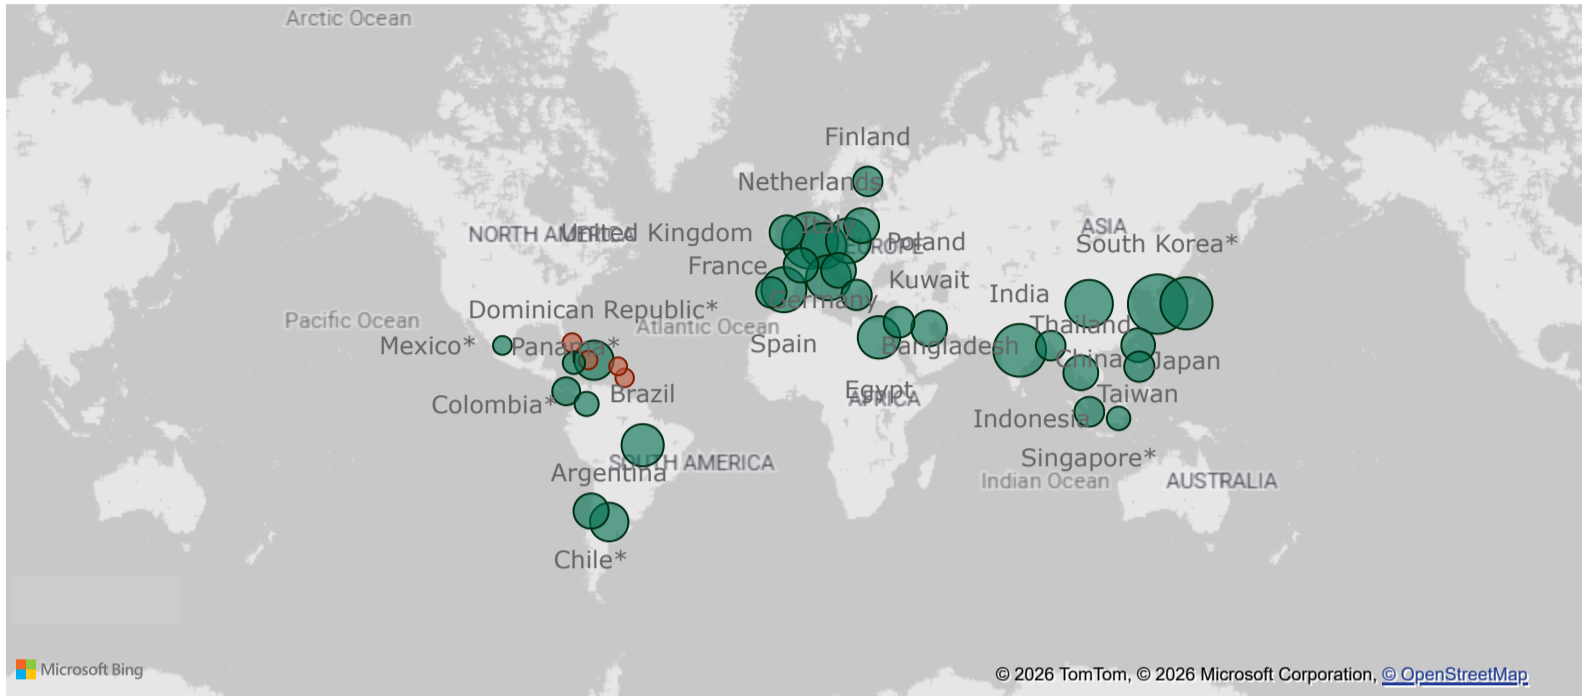 Arctic Ocean
Finland
Netherlands
NORTH AMERICA
United Kingdom
Italy
EUROPE
Poland
ASIA
South Korea*
France
Kuwait
Germany
India
Dominican Republic*
Pacific Ocean
Atlantic Ocean
Thailand
Mexico*
Panama*
Spain
Bangladesh
China
Japan
Brazil
Egypt
AFRICA
Taiwan
Colombia*
Indonesia
SOUTH AMERICA
Argentina
Singapore*
Indian Ocean
AUSTRALIA
Chile*
Microsoft Bing
© 2026 TomTom, © 2026 Microsoft Corporation, © OpenStreetMap